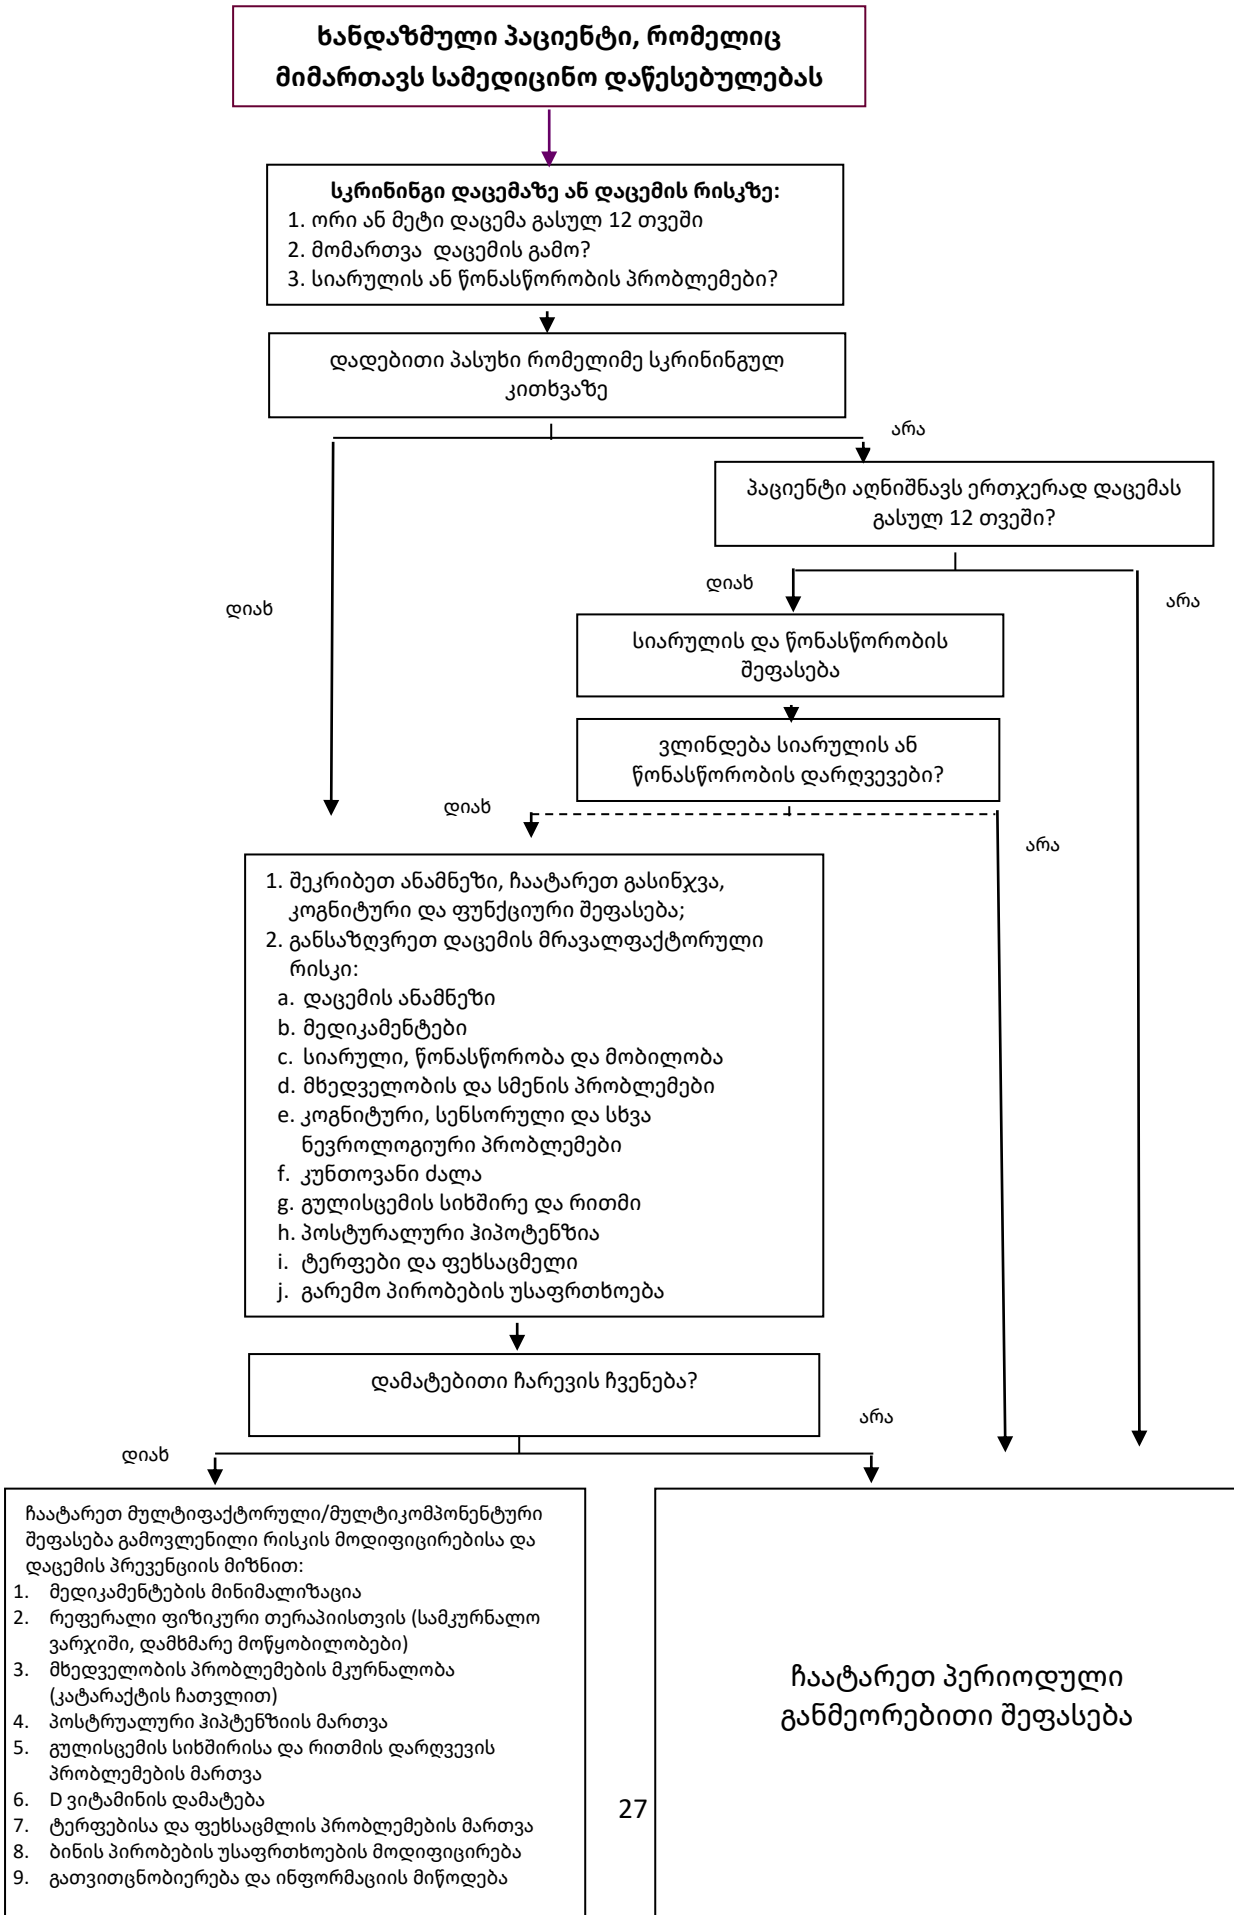 ხანდაზმული პაციენტი, რომელიც
მიმართავს სამედიცინო დაწესებულებას
სკრინინგი დაცემაზე ან დაცემის რისკზე:
1. ორი ან მეტი დაცემა გასულ 12 თვეში
2. მომართვა დაცემის გამო?
3. სიარულის ან წონასწორობის პრობლემები?
დადებითი პასუხი რომელიმე სკრინინგულ
კითხვაზე
არა
პაციენტი აღნიშნავს ერთჯერად დაცემას
გასულ 12 თვეში?
დიახ
დიახ
არა
სიარულის და წონასწორობის
შეფასება
ვლინდება სიარულის ან
წონასწორობის დარღვევები?
დიახ
არა
1. შეკრიბეთ ანამნეზი, ჩაატარეთ გასინჯვა,
კოგნიტური და ფუნქციური შეფასება;
2. განსაზღვრეთ დაცემის მრავალფაქტორული
რისკი:
a. დაცემის ანამნეზი
b. მედიკამენტები
c. სიარული, წონასწორობა და მობილობა
d. მხედველობის და სმენის პრობლემები
e. კოგნიტური, სენსორული და სხვა
ნევროლოგიური პრობლემები
f. კუნთოვანი ძალა
g. გულისცემის სიხშირე და რითმი
h. პოსტურალური ჰიპოტენზია
i. ტერფები და ფეხსაცმელი
j. გარემო პირობების უსაფრთხოება
დამატებითი ჩარევის ჩვენება?
არა
დიახ
ჩაატარეთ მულტიფაქტორული/მულტიკომპონენტური
შეფასება გამოვლენილი რისკის მოდიფიცირებისა და
დაცემის პრევენციის მიზნით:
1. მედიკამენტების მინიმალიზაცია
2. რეფერალი ფიზიკური თერაპიისთვის (სამკურნალო
ვარჯიში, დამხმარე მოწყობილობები)
3. მხედველობის პრობლემების მკურნალობა
(კატარაქტის ჩათვლით)
4. პოსტრუალური ჰიპტენზიის მართვა
5. გულისცემის სიხშირისა და რითმის დარღვევის
პრობლემების მართვა
6. D ვიტამინის დამატება
7. ტერფებისა და ფეხსაცმლის პრობლემების მართვა
8. ბინის პირობების უსაფრთხოების მოდიფიცირება
9. გათვითცნობიერება და ინფორმაციის მიწოდება
ჩაატარეთ პერიოდული
განმეორებითი შეფასება
27